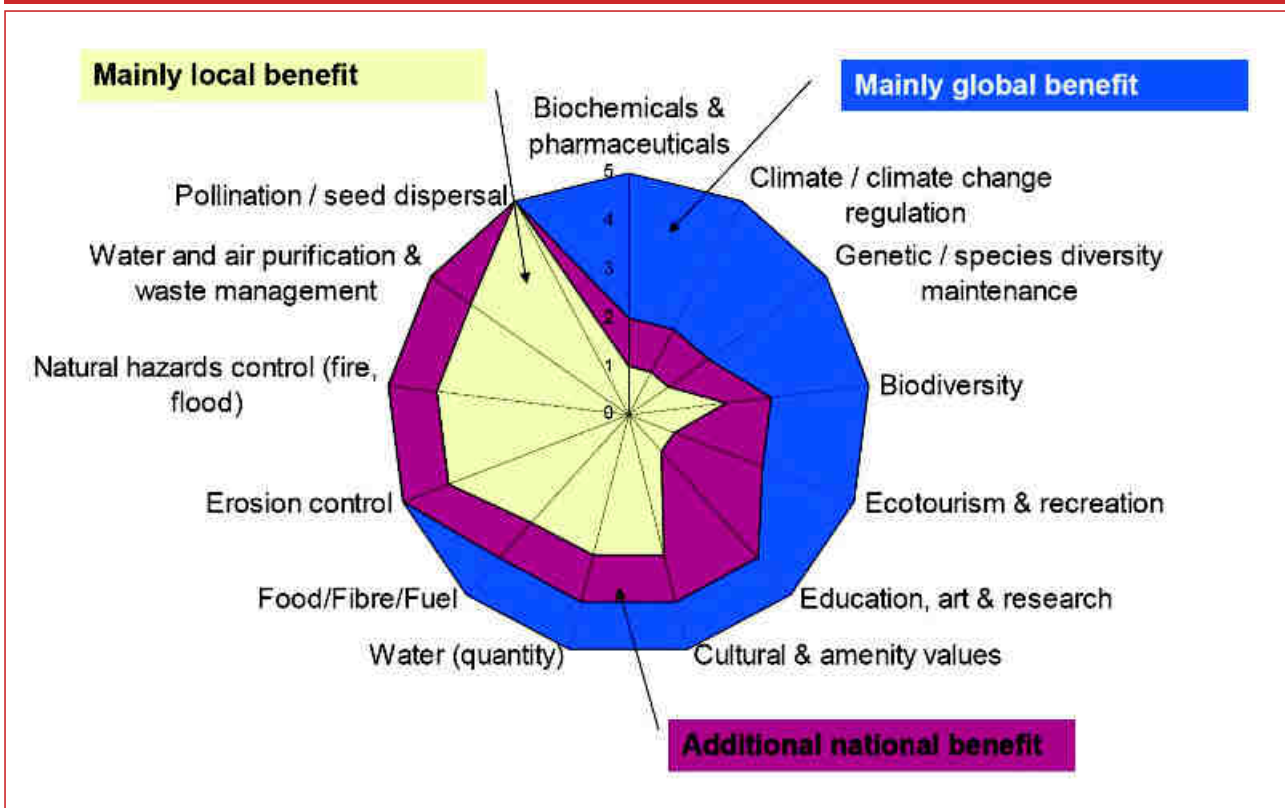 Mainly local benefit
Mainly global benefit
Biochemicals &
pharmaceuticals
5
4
3
2
1
0
Climate / climate change
regulation
Genetic / species diversity
maintenance
Biodiversity
Ecotourism & recreation
Education, art & research
Cultural & amenity values
Water (quantity)
Food/Fibre/Fuel
Erosion control
Natural hazards control (fire,
flood)
Water and air purification &
waste management
Pollination / seed dispersal
Additional national benefit